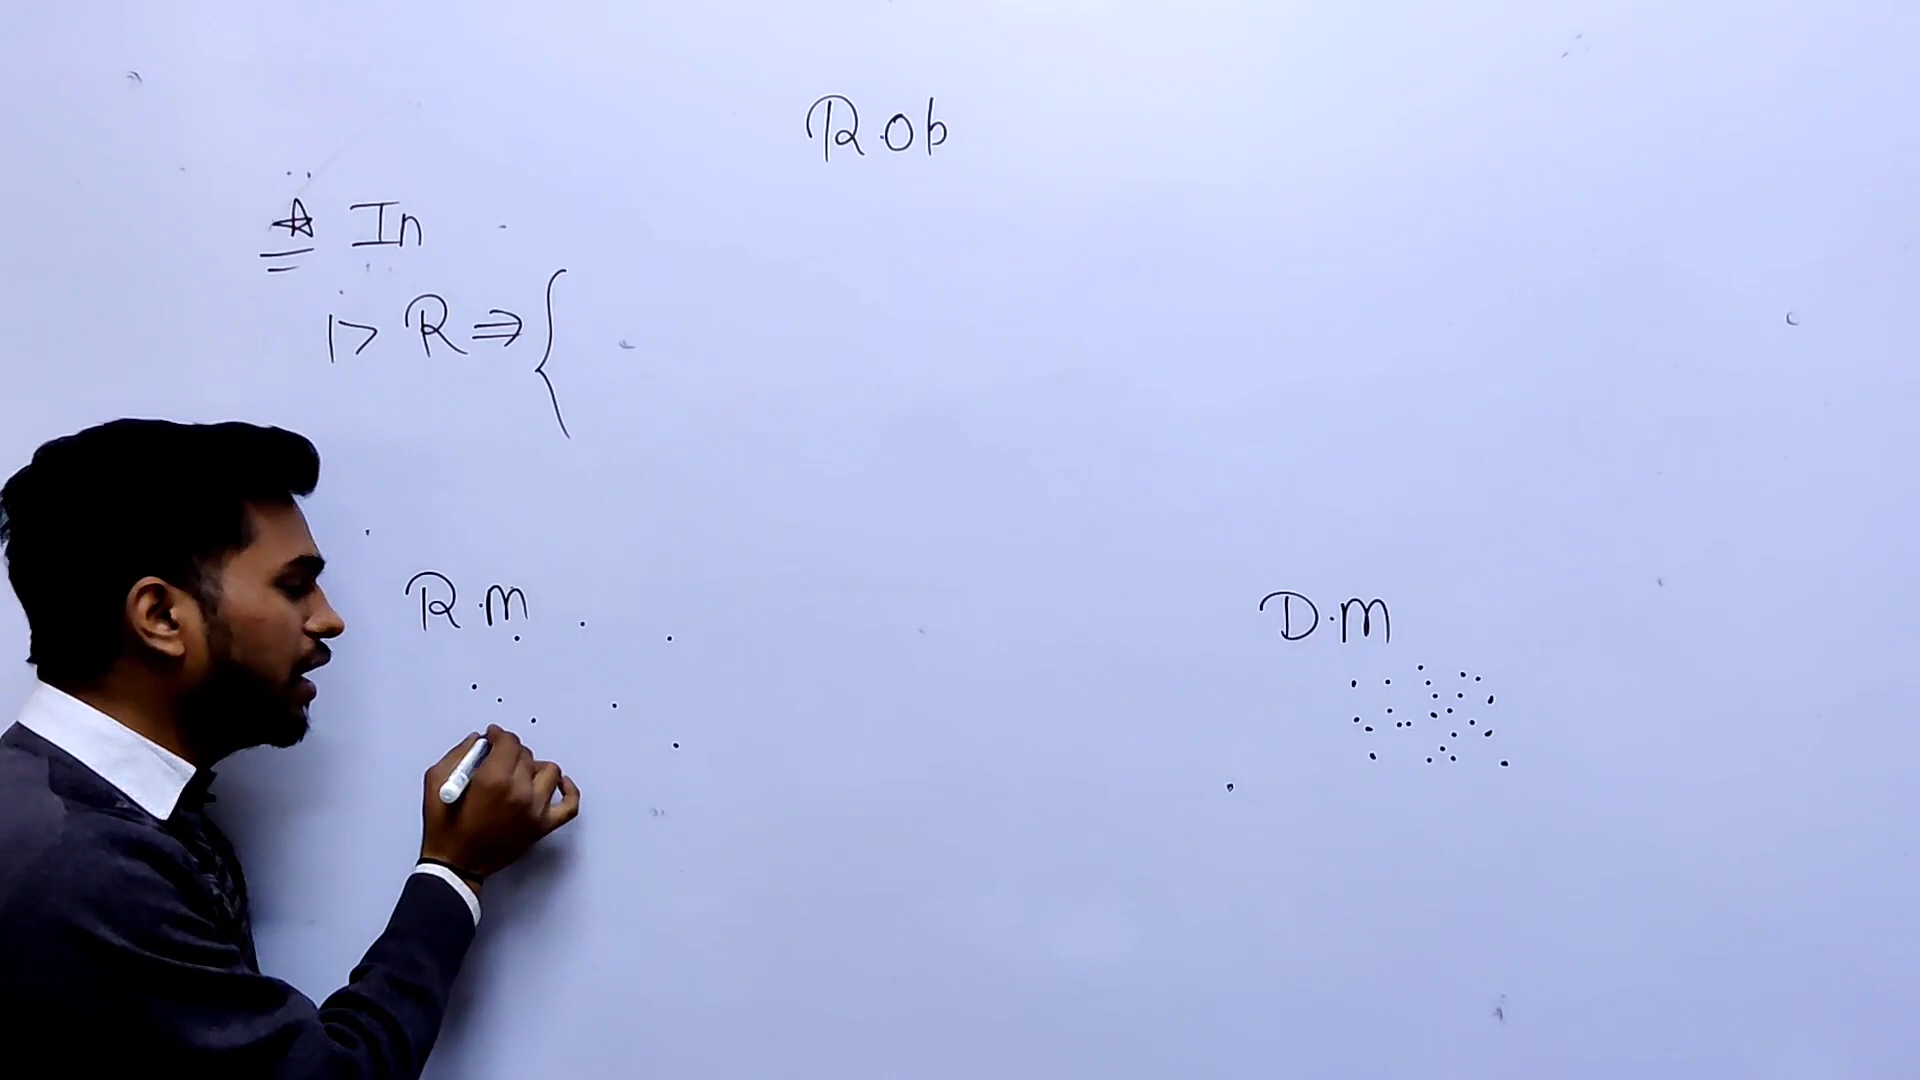 R.Ob
☆ In
1> R ⇒ {
R.M
D.M